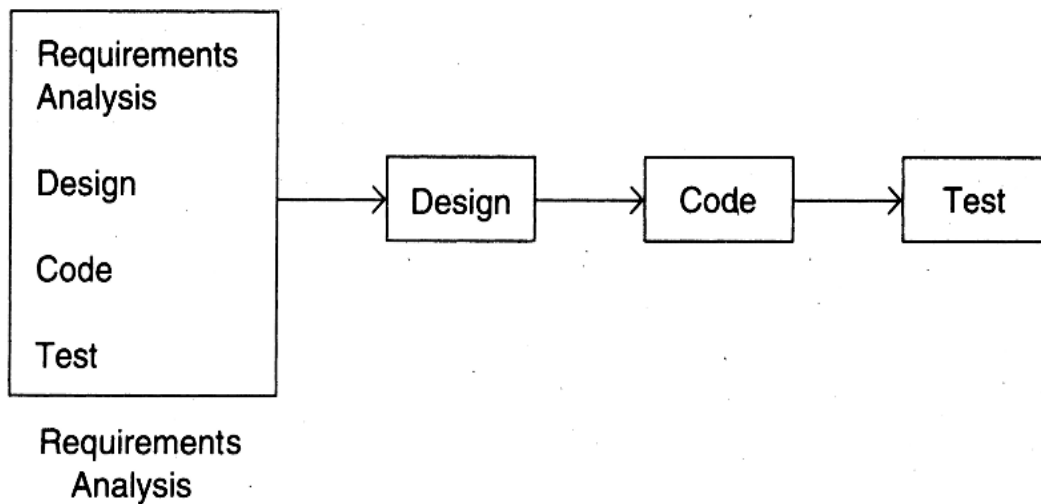 Requirements
Analysis
Design
Code
Test
Requirements
Analysis
Design
Code
Test